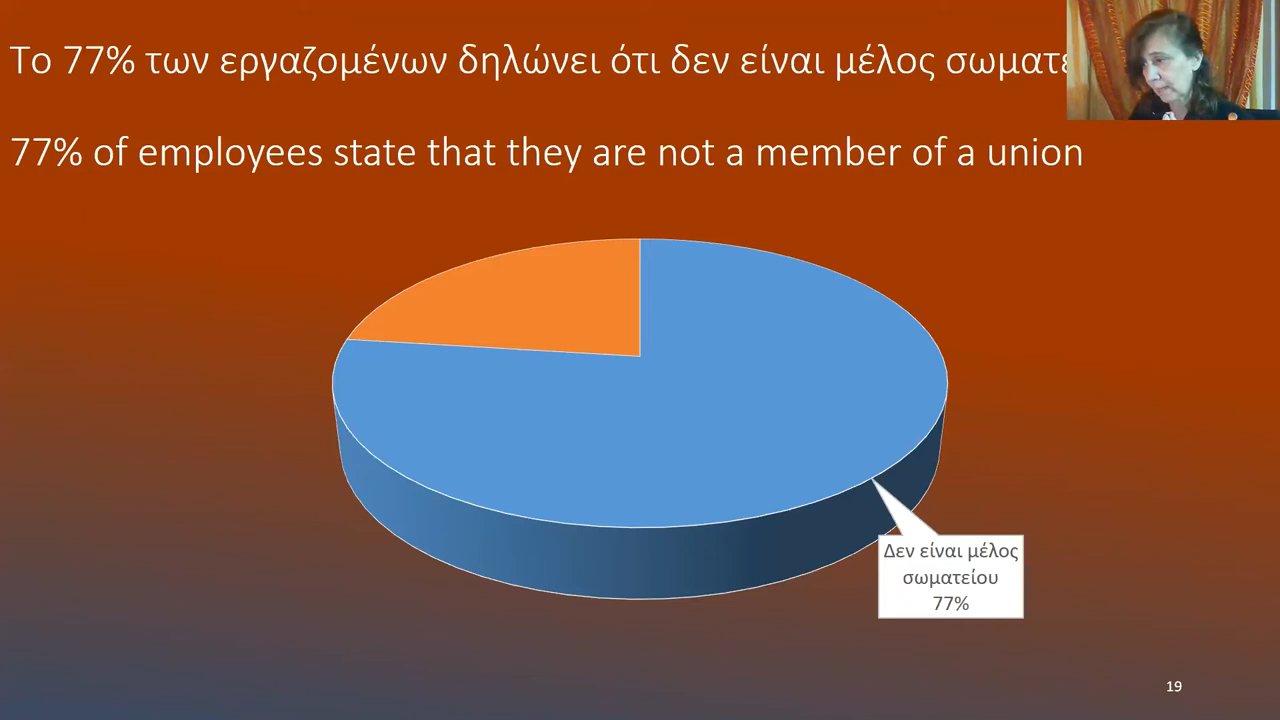 Το 77% των εργαζομένων δηλώνει ότι δεν είναι μέλος
77% of employees state that they are not a member of a union
Δεν είναι μέλος
σωματείου
77%
19